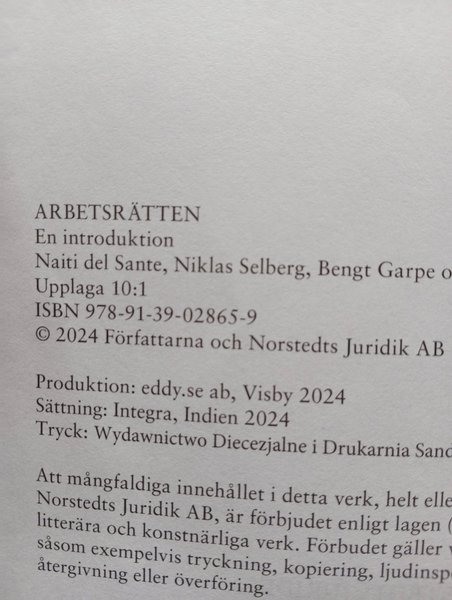 ARBETSRÄTTEN
En introduktion
Naiti del Sante, Niklas Selberg, Bengt Garpe o
Upplaga 10:1
ISBN 978-91-39-02865-9
© 2024 Författarna och Norstedts Juridik AB
Produktion: eddy.se ab, Visby 2024
Sättning: Integra, Indien 2024
Tryck: Wydawnictwo Diecezjalne i Drukarnia Sand
Att mångfaldiga innehållet i detta verk, helt elle
Norstedts Juridik AB, är förbjudet enligt lagen (
litterära och konstnärliga verk. Förbudet gäller v
såsom exempelvis tryckning, kopiering, ljudinsp
återgivning eller överföring.